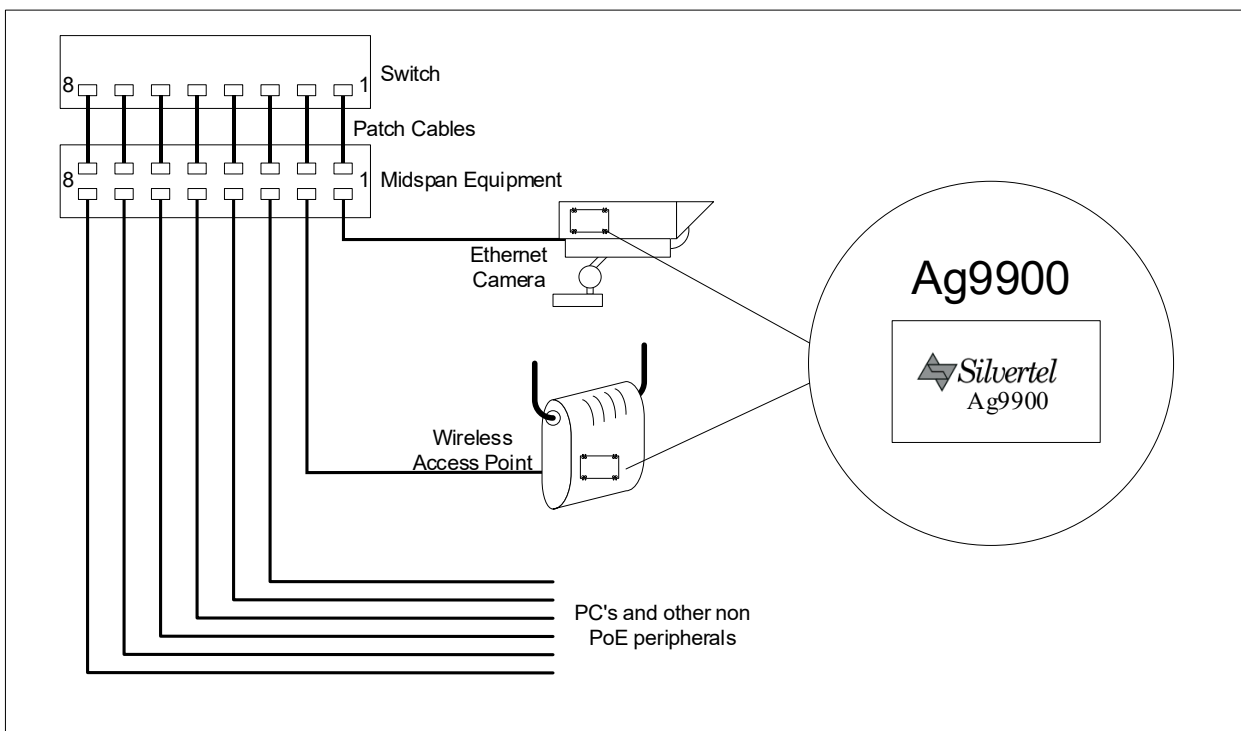 8
1
Switch
Patch Cables
8
1
Midspan Equipment
Ethernet
Camera
Ag9900
Silvertel
Ag9900
Wireless
Access Point
PC's and other non
PoE peripherals